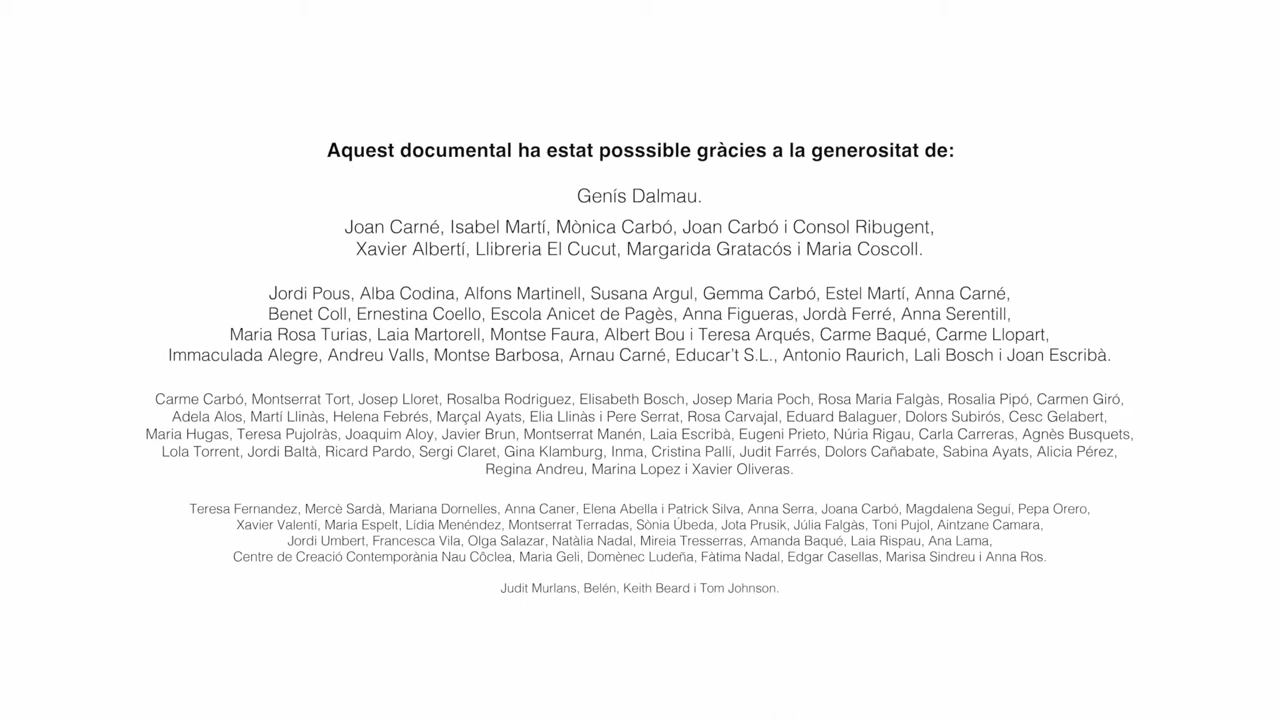 Aquest documental ha estat posssible gràcies a la generositat de:
Genís Dalmau.
Joan Carné, Isabel Martí, Mònica Carbó, Joan Carbó i Consol Ribugent,
Xavier Albertí, Llibreria El Cucut, Margarida Gratacós i Maria Coscoll.
Jordi Pous, Alba Codina, Alfons Martinell, Susana Argul, Gemma Carbó, Estel Martí, Anna Carné,
Benet Coll, Ernestina Coello, Escola Anicet de Pagès, Anna Figueras, Jordà Ferré, Anna Serentill,
Maria Rosa Turias, Laia Martorell, Montse Faura, Albert Bou i Teresa Arqués, Carme Baqué, Carme Llopart,
Immaculada Alegre, Andreu Valls, Montse Barbosa, Arnau Carné, Educar't S.L., Antonio Raurich, Lali Bosch i Joan Escribà.
Carme Carbó, Montserrat Tort, Josep Lloret, Rosalba Rodriguez, Elisabeth Bosch, Josep Maria Poch, Rosa Maria Falgàs, Rosalia Pipó, Carmen Giró,
Adela Alos, Martí Llinàs, Helena Febrés, Marçal Ayats, Elia Llinàs i Pere Serrat, Rosa Carvajal, Eduard Balaguer, Dolors Subirós, Cesc Gelabert,
Maria Hugas, Teresa Pujolràs, Joaquim Aloy, Javier Brun, Montserrat Manén, Laia Escribà, Eugeni Prieto, Núria Rigau, Carla Carreras, Agnès Busquets,
Lola Torrent, Jordi Baltà, Ricard Pardo, Sergi Claret, Gina Klamburg, Inma, Cristina Pallí, Judit Farrés, Dolors Cañabate, Sabina Ayats, Alicia Pérez,
Regina Andreu, Marina Lopez i Xavier Oliveras.
Teresa Fernandez, Mercè Sardà, Mariana Dornelles, Anna Caner, Elena Abella i Patrick Silva, Anna Serra, Joana Carbó, Magdalena Seguí, Pepa Orero,
Xavier Valentí, Maria Espelt, Lídia Menéndez, Montserrat Terradas, Sònia Úbeda, Jota Prusik, Júlia Falgàs, Toni Pujol, Aintzane Camara,
Jordi Umbert, Francesca Vila, Olga Salazar, Natàlia Nadal, Mireia Tresserras, Amanda Baqué, Laia Rispau, Ana Lama,
Centre de Creació Contemporània Nau Côclea, Maria Geli, Domènec Ludeña, Fàtima Nadal, Edgar Casellas, Marisa Sindreu i Anna Ros.
Judit Murlans, Belén, Keith Beard i Tom Johnson.